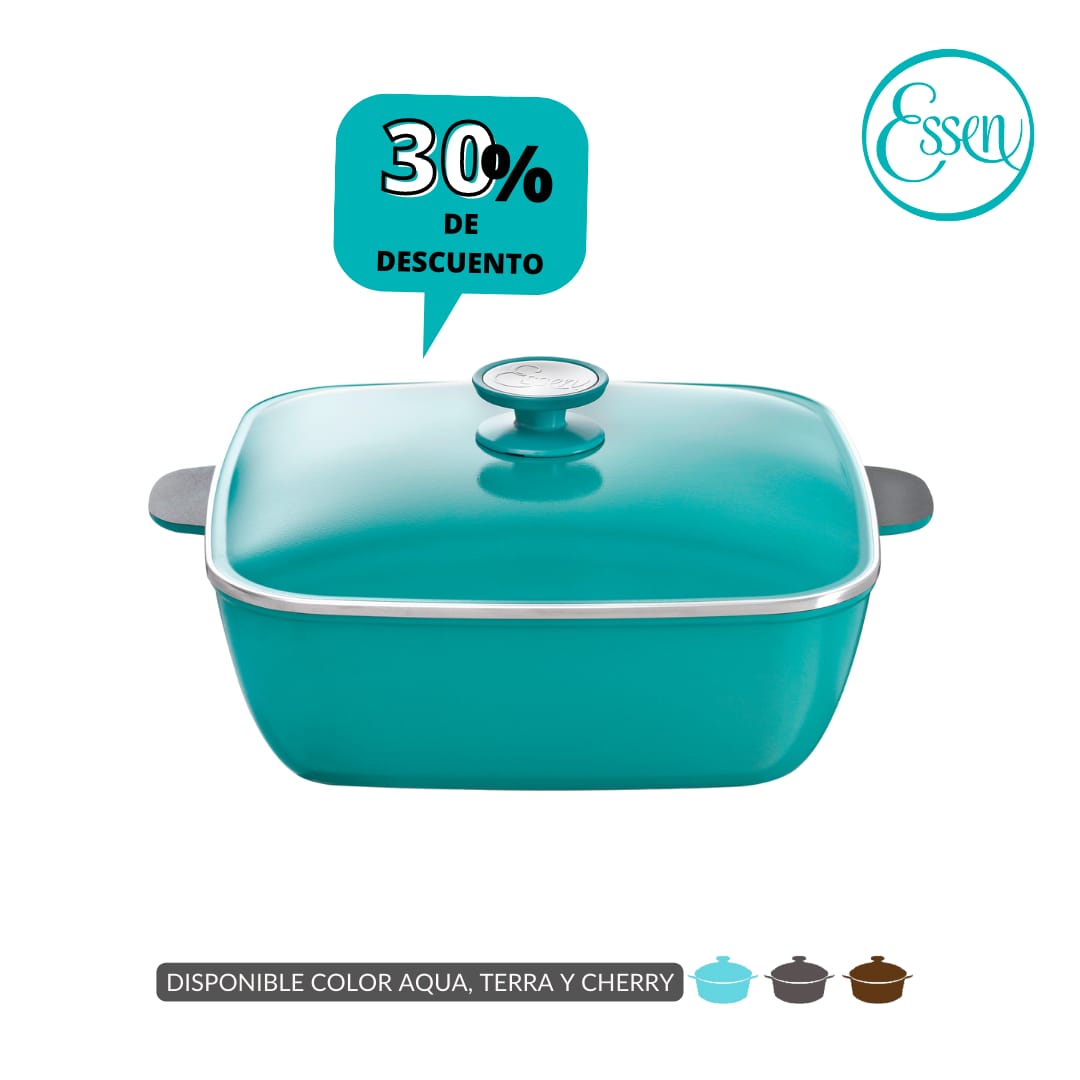 Essen
30%
DE
DESCUENTO
Essen
DISPONIBLE COLOR AQUA, TERRA Y CHERRY